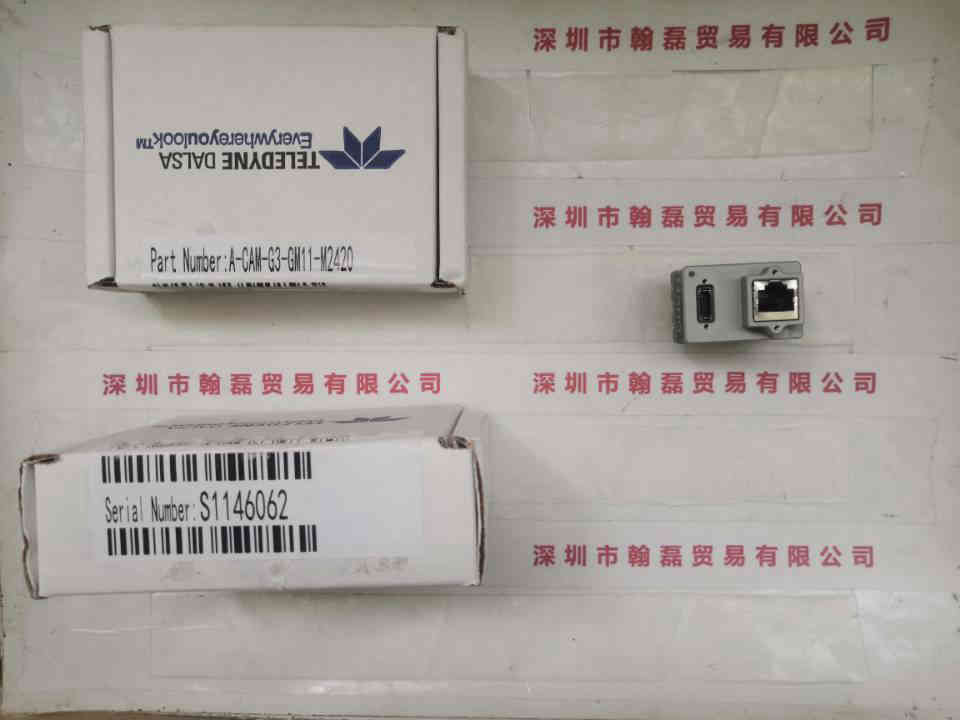 深圳市翰磊贸易有限公司
TELEDYNE DALSA
Everywhereyoulook™
深圳市翰磊贸易有限公司
Part Number:A-CAM-G3-GM11-M2420
深圳市翰磊贸易有限公司
深圳市翰磊贸易有限公司
Serial Number:S1146062
深圳市翰磊贸易有限公司